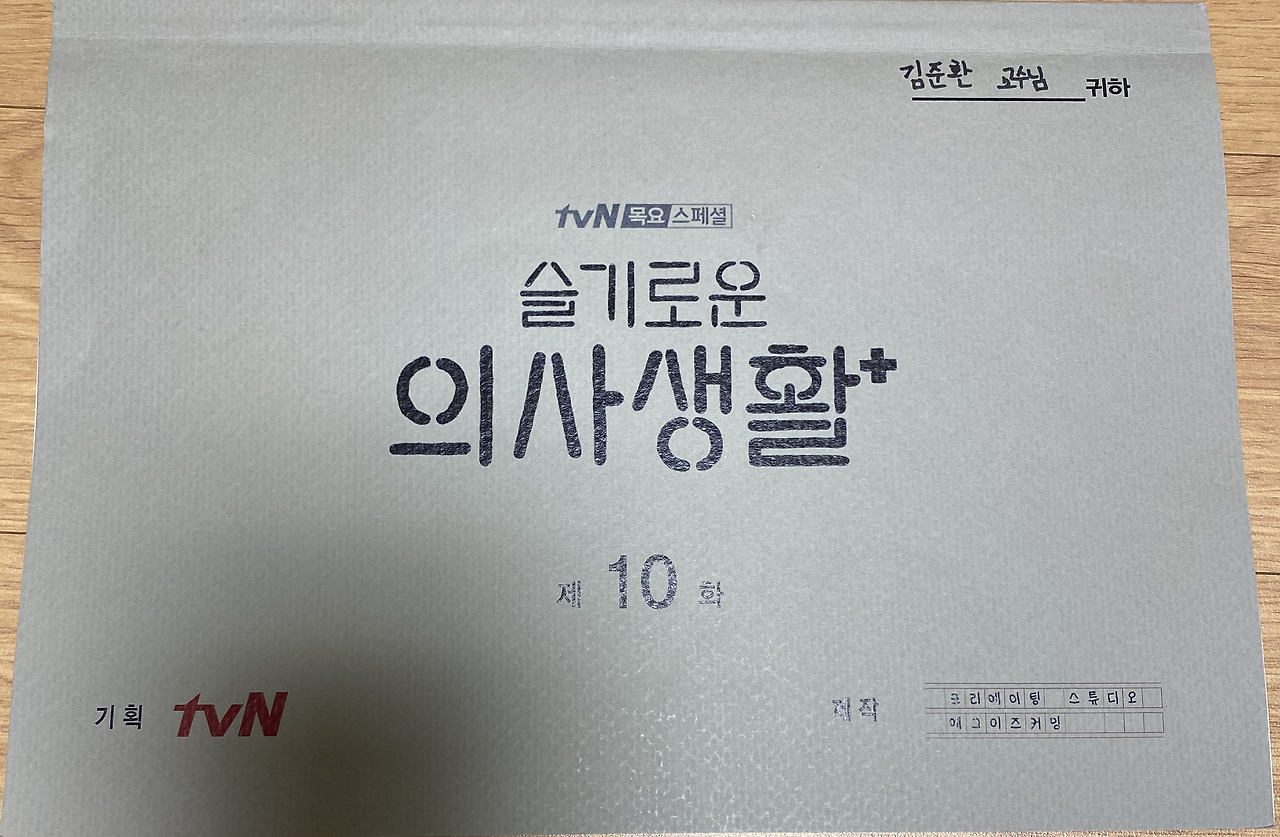 김준환 교수님 귀하
tvN 목요 스페셜
슬기로운
의사생활+
제 10 화
기획 tvN
제작 크리에이팅 스튜디오
에그이즈커밍